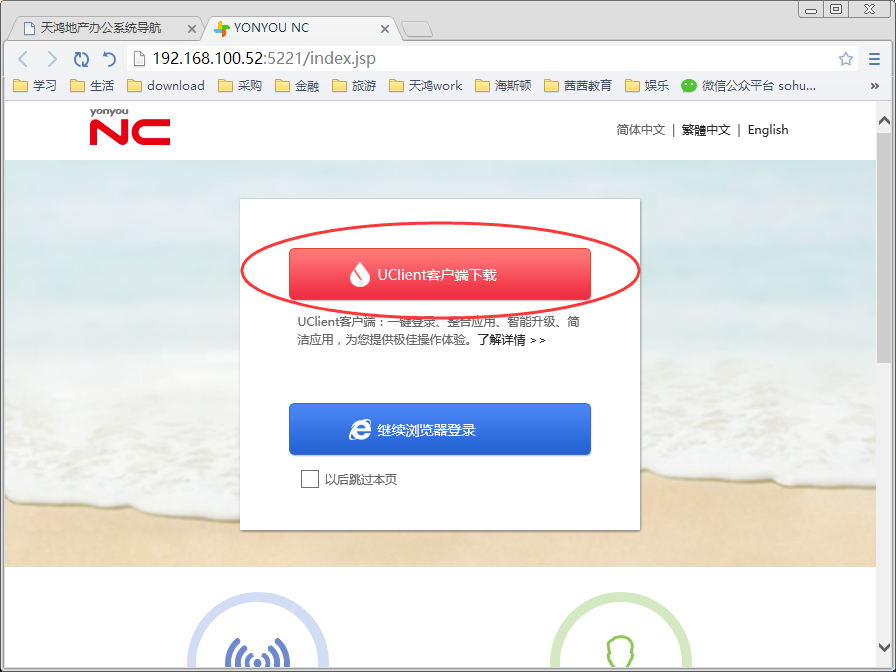 天鸿地产办公系统导航
YONYOU NC
192.168.100.52:5221/index.jsp
学习 生活 download 采购 金融 旅游 天鸿work 海斯顿 茜茜教育 娱乐 微信公众平台 sohu... »
yonyou
NC
简体中文 | 繁體中文 | English
UClient客户端下载
UClient客户端：一键登录、整合应用、智能升级、简
洁应用，为您提供极佳操作体验。了解详情 >>
继续浏览器登录
以后跳过本页